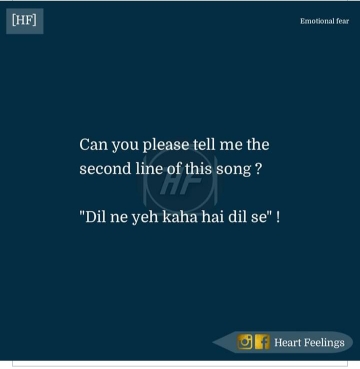 [HF]
Emotional fear
Can you please tell me the
second line of this song ?
HF
"Dil ne yeh kaha hai dil se" !
Heart Feelings